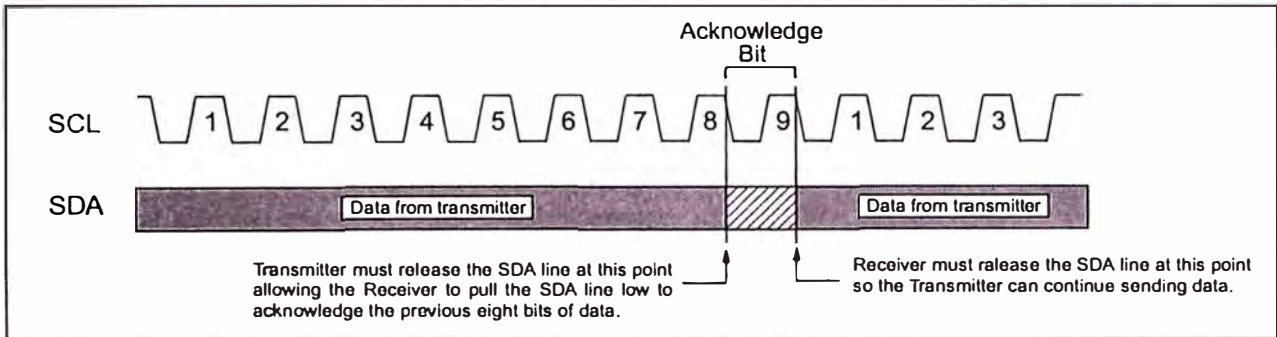 Acknowledge
Bit
SCL 1 2 3 4 5 6 7 8 9 1 2 3
SDA Data from transmitter Data from transmitter
Transmitter must release the SDA line at this point
allowing the Receiver to pull the SDA line low to
acknowledge the previous eight bits of data.
Receiver must ralease the SDA line at this point
so the Transmitter can continue sending data.